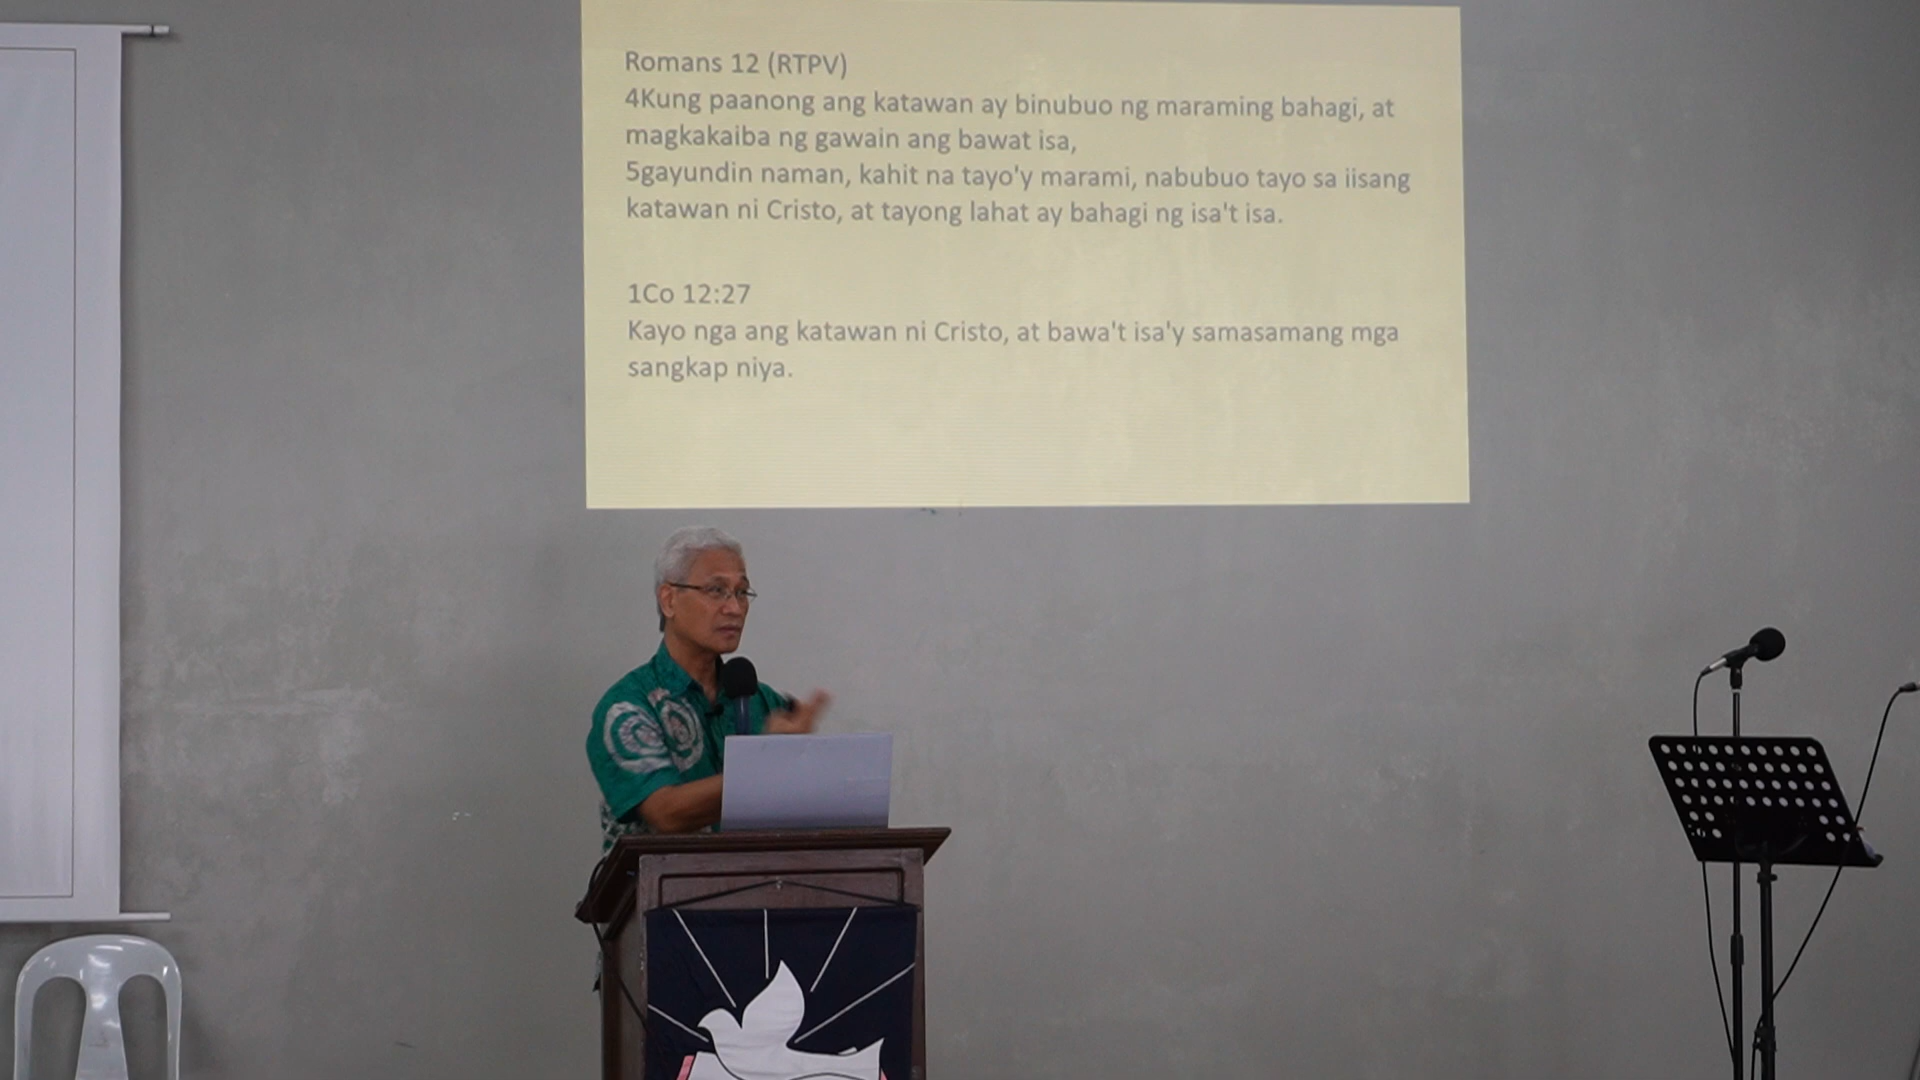 Romans 12 (RTPV)
4Kung paanong ang katawan ay binubuo ng maraming bahagi, at
magkakaiba ng gawain ang bawat isa,
5gayundin naman, kahit na tayo'y marami, nabubuo tayo sa iisang
katawan ni Cristo, at tayong lahat ay bahagi ng isa't isa.
1Co 12:27
Kayo nga ang katawan ni Cristo, at bawa't isa'y samasamang mga
sangkap niya.